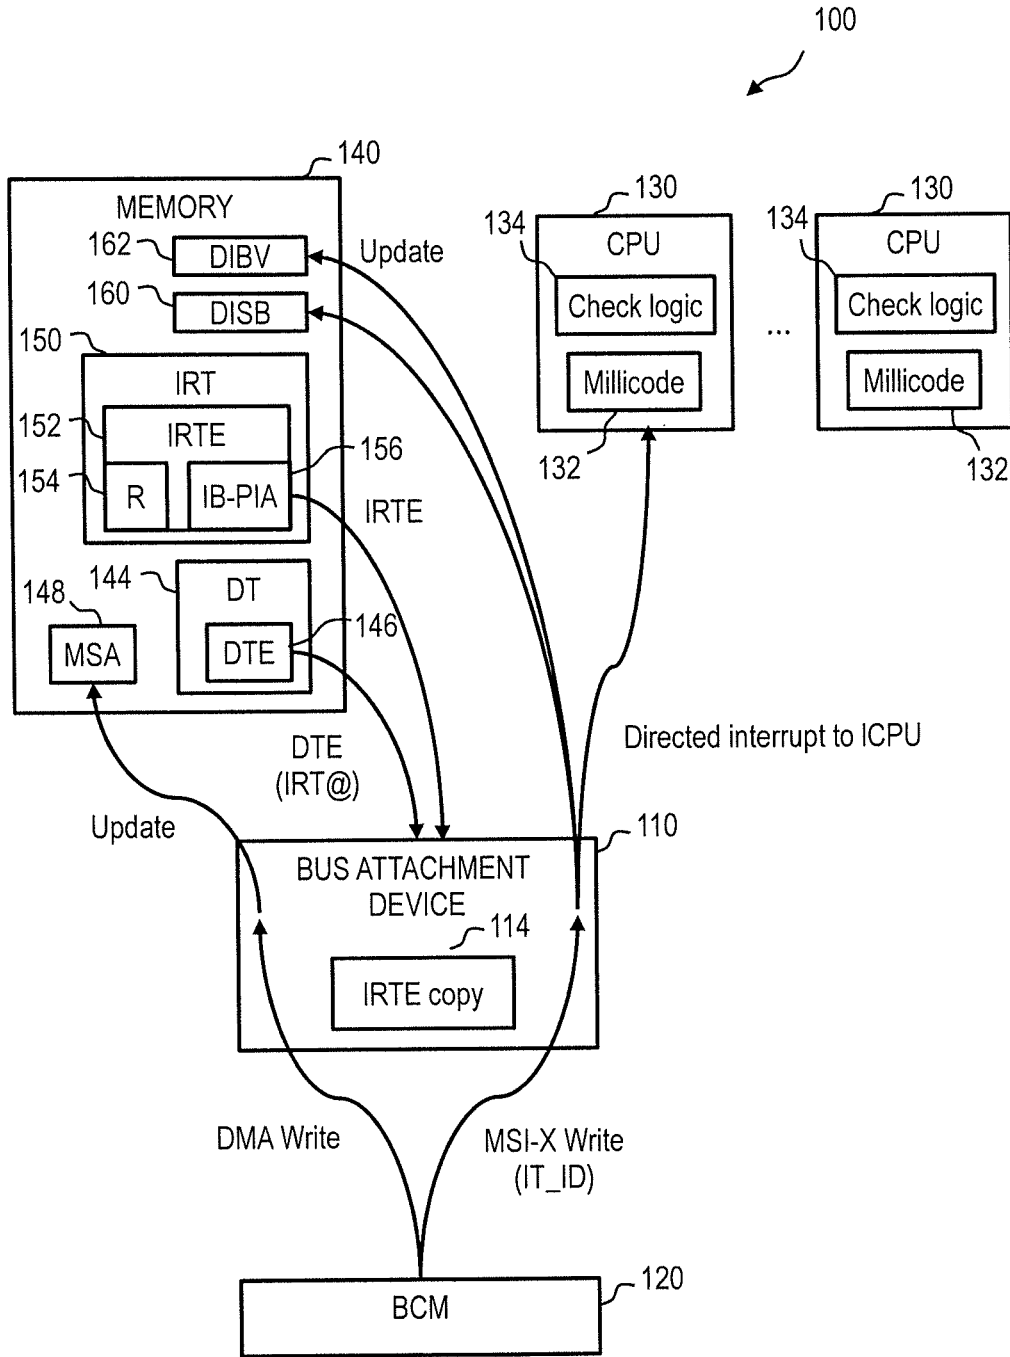 100
140
MEMORY
162
DIBV
Update
160
DISB
150
IRT
152
IRTE
156
154
R
IB-PIA
IRTE
144
DT
148
146
MSA
DTE
130
134
CPU
Check logic
Millicode
132
...
130
134
CPU
Check logic
Millicode
132
DTE
(IRT@)
Directed interrupt to ICPU
Update
110
BUS ATTACHMENT
DEVICE
114
IRTE copy
DMA Write
MSI-X Write
(IT_ID)
120
BCM